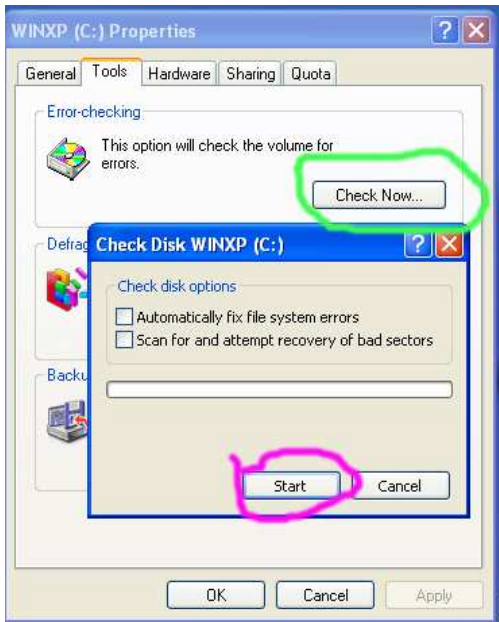 WINXP (C:) Properties
General Tools Hardware Sharing Quota
Error-checking
This option will check the volume for
errors.
Check Now...
Check Disk WINXP (C:)
Check disk options
Automatically fix file system errors
Scan for and attempt recovery of bad sectors
Start Cancel
Defrag
Backu
OK Cancel Apply